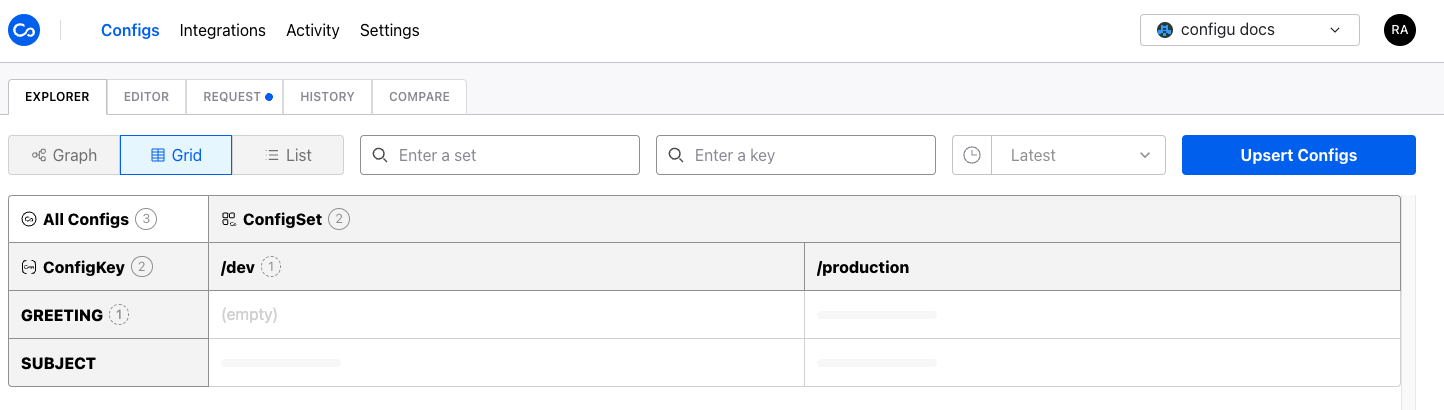 Configs Integrations Activity Settings configu docs RA
EXPLORER EDITOR REQUEST HISTORY COMPARE
Graph Grid List Enter a set Enter a key Latest Upsert Configs
All Configs 3 ConfigSet 2
ConfigKey 2 /dev 1 /production
GREETING 1 (empty)
SUBJECT